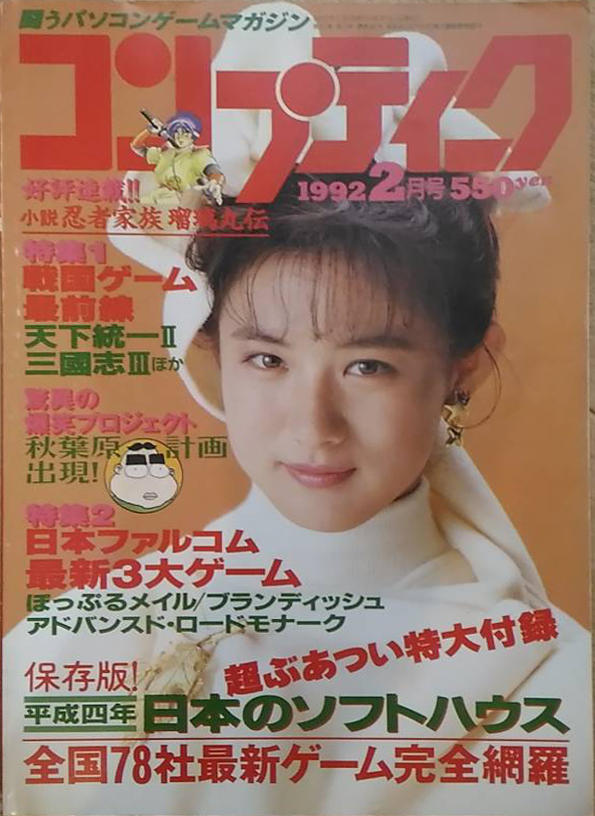 闘うパソコンゲームマガジン
コンプティーク
1992 2月号 550yen
好評連載!!
小説 忍者家族瑠璃丸伝
特集1
戦国ゲーム
最前線
天下統一II
三國志IIIほか
驚異の
爆笑プロジェクト
秋葉原 計画
出現!
特集2
日本ファルコム
最新3大ゲーム
ぽっぷるメイル/ブランディッシュ
アドバンスド・ロードモナーク
超ぶあつい特大付録
保存版!
平成四年 日本のソフトハウス
全国78社最新ゲーム完全網羅